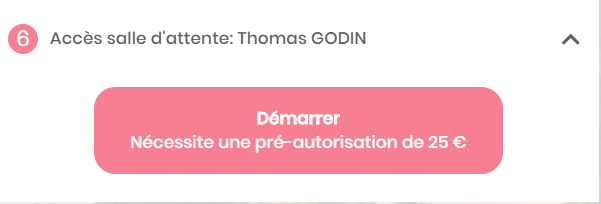 6 Accès salle d'attente: Thomas GODIN
Démarrer
Nécessite une pré-autorisation de 25 €